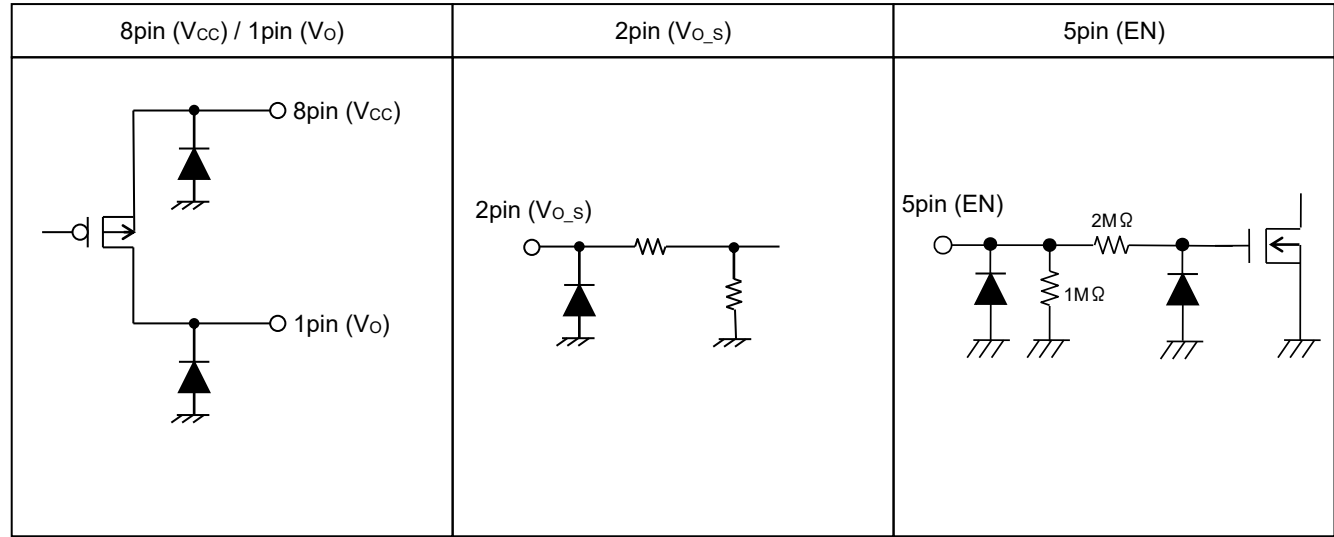 8pin (VCC) / 1pin (VO)
2pin (VO_S)
5pin (EN)
8pin (VCC)
1pin (VO)
2pin (VO_S)
5pin (EN)
2MΩ
1MΩ